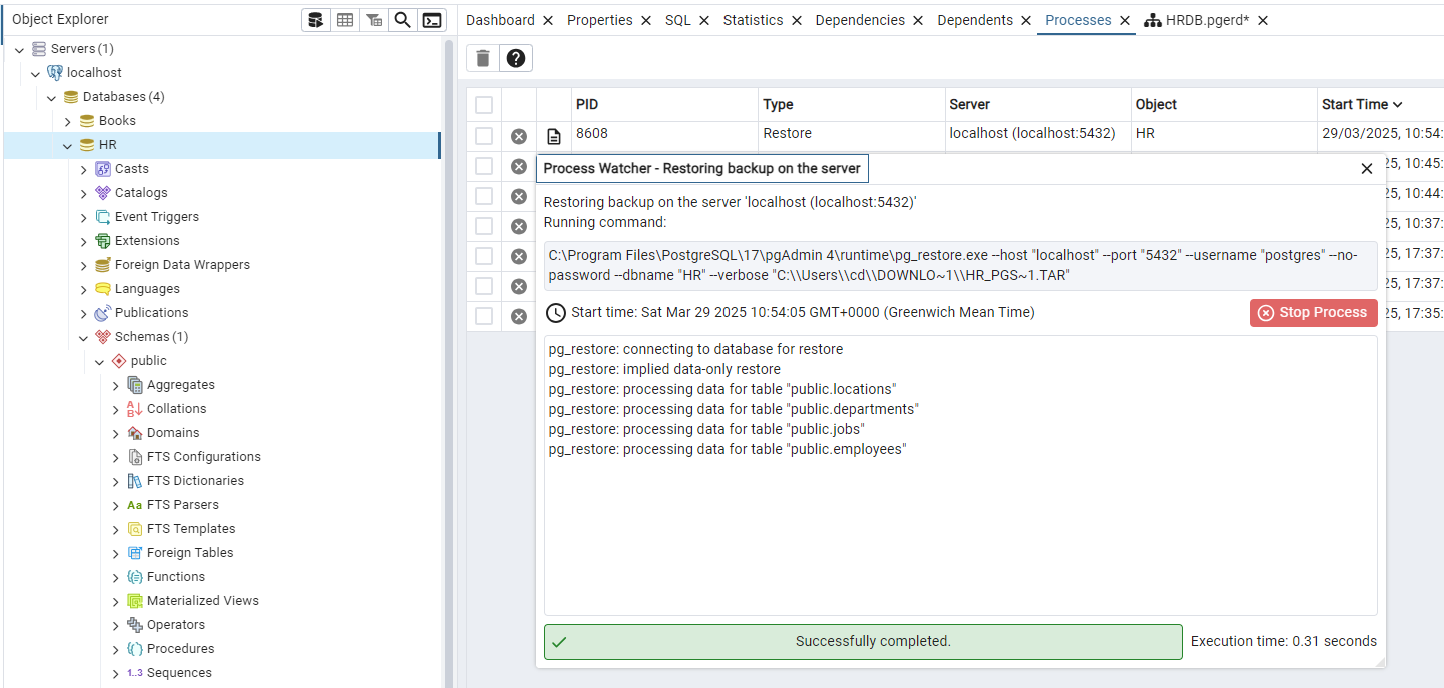 Object Explorer
Servers (1)
localhost
Databases (4)
Books
HR
Casts
Catalogs
Event Triggers
Extensions
Foreign Data Wrappers
Languages
Publications
Schemas (1)
public
Aggregates
Collations
Domains
FTS Configurations
FTS Dictionaries
Aa FTS Parsers
FTS Templates
Foreign Tables
Functions
Materialized Views
Operators
Procedures
1..3 Sequences
Dashboard Properties SQL Statistics Dependencies Dependents Processes HRDB.pgerd*
PID Type Server Object Start Time
8608 Restore localhost (localhost:5432) HR 29/03/2025, 10:54:
25, 10:45:
25, 10:44:
25, 10:37:
25, 17:37:
25, 17:37:
25, 17:35:
Process Watcher - Restoring backup on the server
Restoring backup on the server 'localhost (localhost:5432)'
Running command:
C:\Program Files\PostgreSQL\17\pgAdmin 4\runtime\pg_restore.exe --host "localhost" --port "5432" --username "postgres" --no-
password --dbname "HR" --verbose "C:\\Users\\cd\\DOWNLO~1\\HR_PGS~1.TAR"
Start time: Sat Mar 29 2025 10:54:05 GMT+0000 (Greenwich Mean Time)
Stop Process
pg_restore: connecting to database for restore
pg_restore: implied data-only restore
pg_restore: processing data for table "public.locations"
pg_restore: processing data for table "public.departments"
pg_restore: processing data for table "public.jobs"
pg_restore: processing data for table "public.employees"
Successfully completed.
Execution time: 0.31 seconds